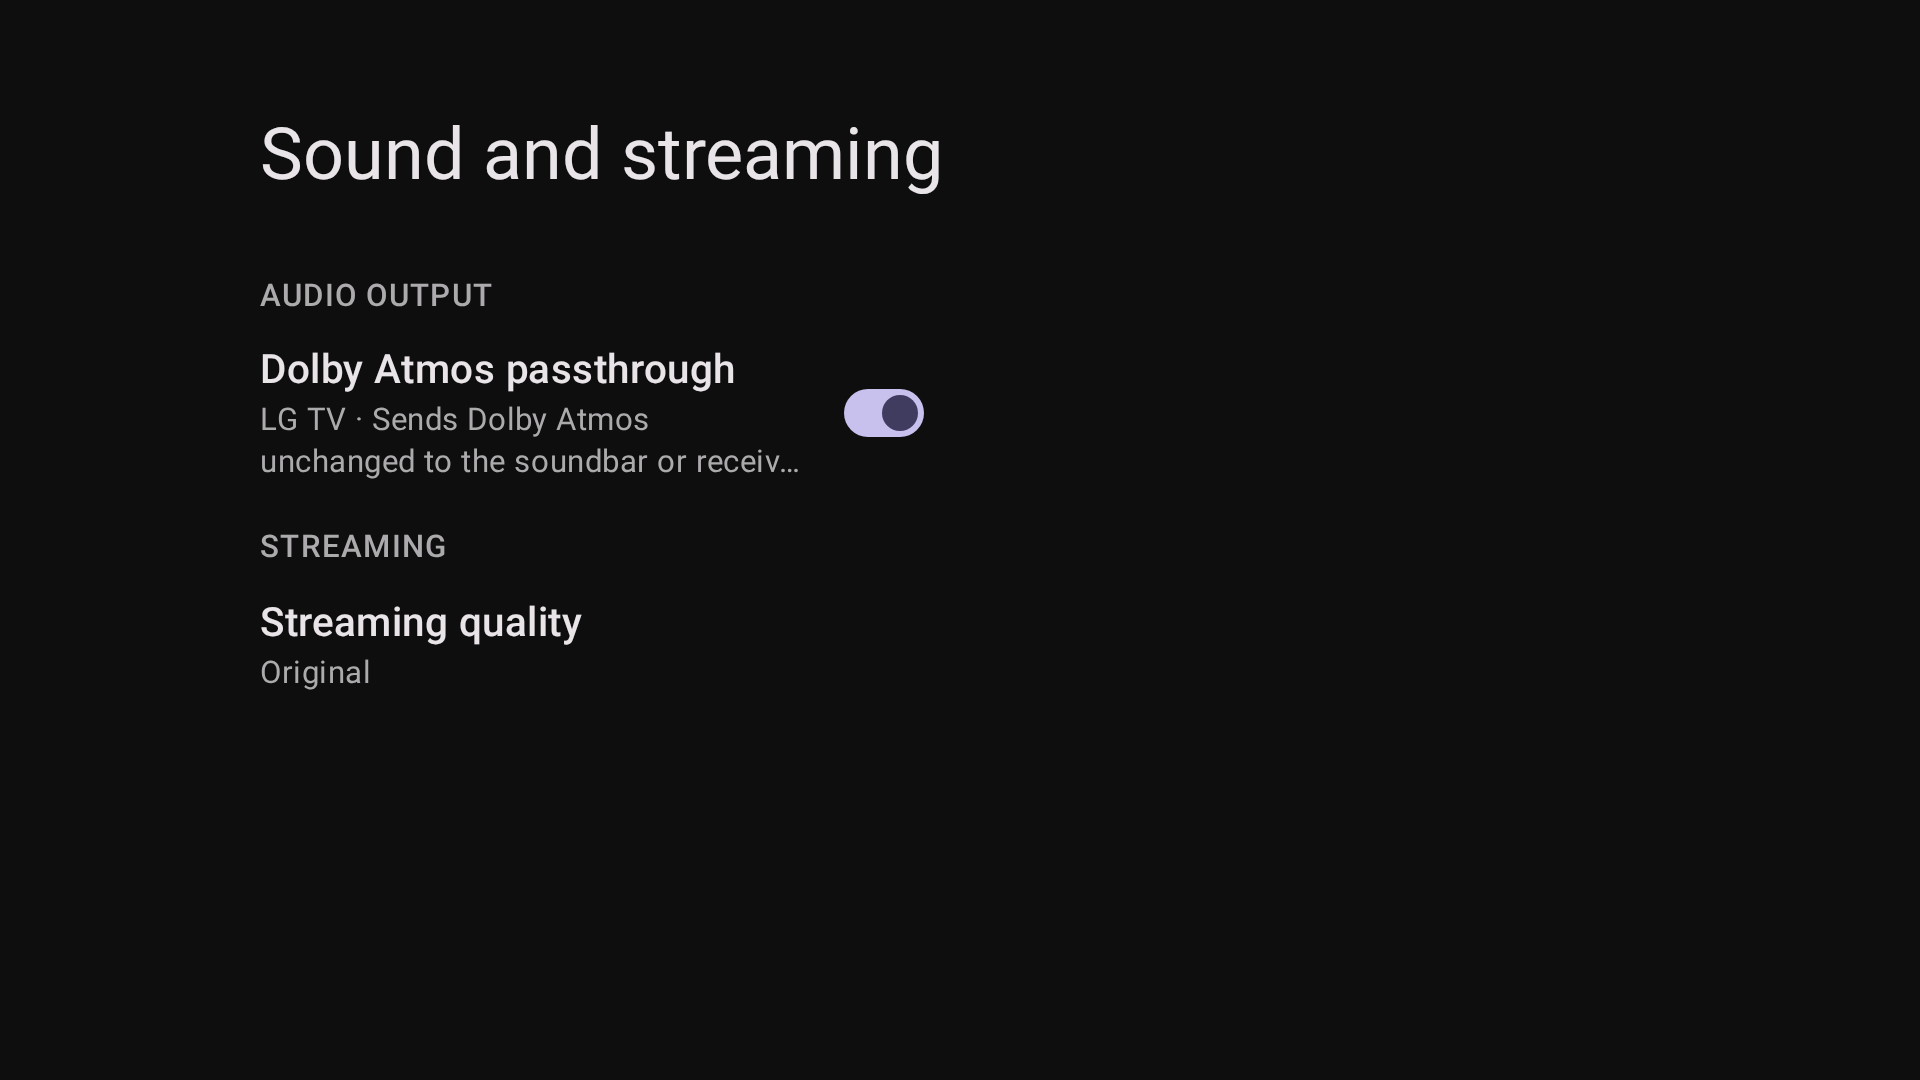 Sound and streaming
AUDIO OUTPUT
Dolby Atmos passthrough
LG TV · Sends Dolby Atmos
unchanged to the soundbar or receiv…
STREAMING
Streaming quality
Original